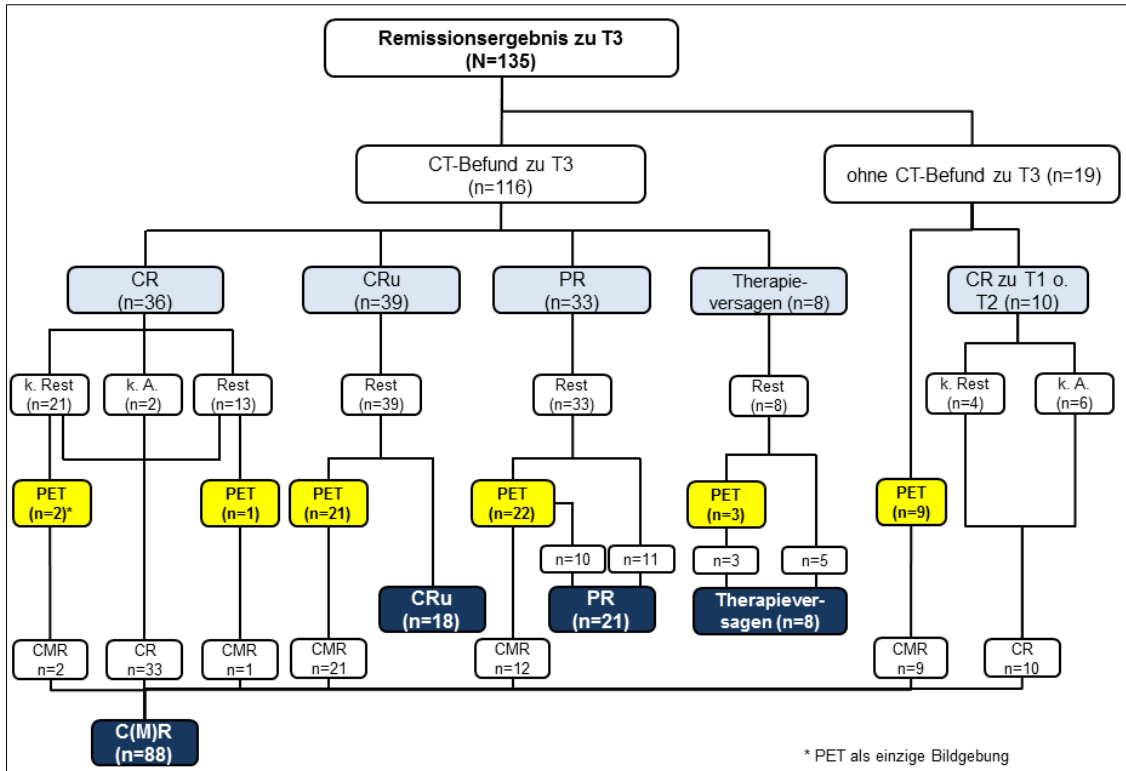 Remissionsergebnis zu T3
(N=135)
CT-Befund zu T3
(n=116)
ohne CT-Befund zu T3 (n=19)
CR
(n=36)
CRu
(n=39)
PR
(n=33)
Therapie-
versagen (n=8)
CR zu T1 o.
T2 (n=10)
k. Rest
(n=21)
k. A.
(n=2)
Rest
(n=13)
Rest
(n=39)
Rest
(n=33)
Rest
(n=8)
k. Rest
(n=4)
k. A.
(n=6)
PET
(n=2)*
PET
(n=1)
PET
(n=21)
PET
(n=22)
PET
(n=3)
PET
(n=9)
n=10
n=11
n=3
n=5
CRu
(n=18)
PR
(n=21)
Therapiever-
sagen (n=8)
CMR
n=2
CR
n=33
CMR
n=1
CMR
n=21
CMR
n=12
CMR
n=9
CR
n=10
C(M)R
(n=88)
* PET als einzige Bildgebung